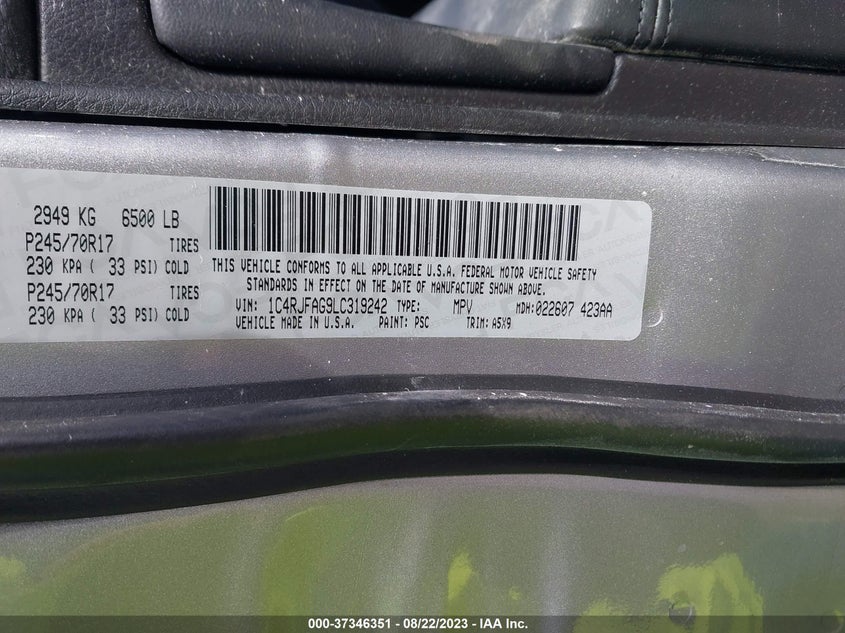 2949 KG 6500 LB
P245/70R17 TIRES
230 KPA ( 33 PSI) COLD
P245/70R17 TIRES
230 KPA ( 33 PSI) COLD
THIS VEHICLE CONFORMS TO ALL APPLICABLE U.S.A. FEDERAL MOTOR VEHICLE SAFETY
STANDARDS IN EFFECT ON THE DATE OF MANUFACTURE SHOWN ABOVE.
VIN: 1C4RJFAG9LC319242 TYPE: MPV MDH:022607 423AA
VEHICLE MADE IN U.S.A. PAINT: PSC TRIM: A5X9
000-37346351 - 08/22/2023 - IAA Inc.